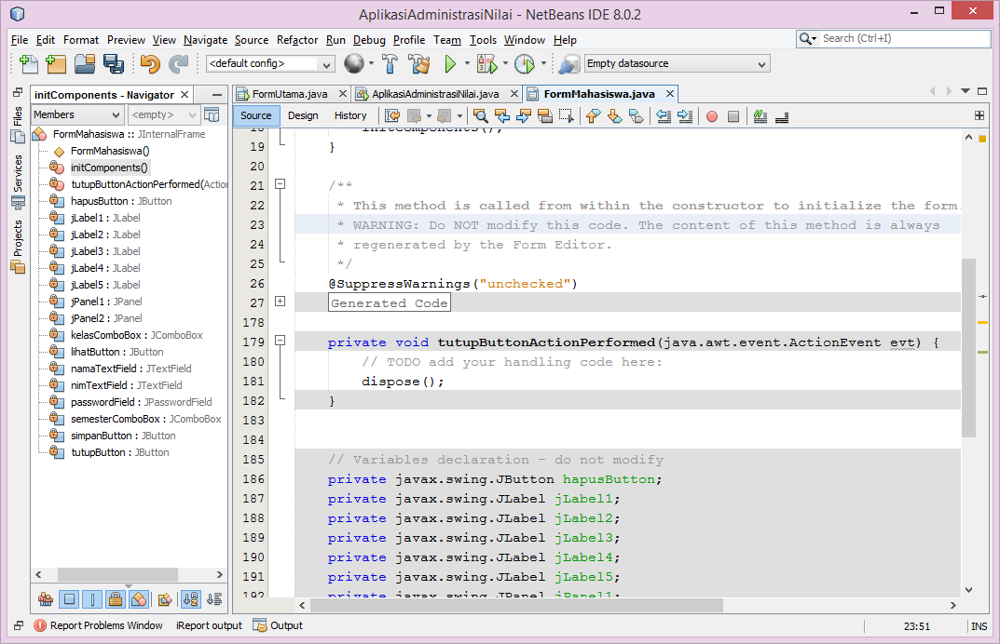 AplikasiAdministrasiNilai - NetBeans IDE 8.0.2
File Edit Format Preview View Navigate Source Refactor Run Debug Profile Team Tools Window Help
Search (Ctrl+I)
<default config>
Empty datasource
initComponents - Navigator
FormUtama.java
AplikasiAdministrasiNilai.java
FormMahasiswa.java
Members
<empty>
Source Design History
Files
Services
Projects
FormMahasiswa :: JInternalFrame
FormMahasiswa()
initComponents()
tutupButtonActionPerformed(Action
hapusButton : JButton
jLabel1 : JLabel
jLabel2 : JLabel
jLabel3 : JLabel
jLabel4 : JLabel
jLabel5 : JLabel
jPanel1 : JPanel
jPanel2 : JPanel
kelasComboBox : JComboBox
lihatButton : JButton
namaTextField : JTextField
nimTextField : JTextField
passwordField : JPasswordField
semesterComboBox : JComboBox
simpanButton : JButton
tutupButton : JButton
18 initComponents();
19 }
20
21 /**
22 * This method is called from within the constructor to initialize the form.
23 * WARNING: Do NOT modify this code. The content of this method is always
24 * regenerated by the Form Editor.
25 */
26 @SuppressWarnings("unchecked")
27 Generated Code
178
179 private void tutupButtonActionPerformed(java.awt.event.ActionEvent evt) {
180 // TODO add your handling code here:
181 dispose();
182 }
183
184
185 // Variables declaration - do not modify
186 private javax.swing.JButton hapusButton;
187 private javax.swing.JLabel jLabel1;
188 private javax.swing.JLabel jLabel2;
189 private javax.swing.JLabel jLabel3;
190 private javax.swing.JLabel jLabel4;
191 private javax.swing.JLabel jLabel5;
192 private javax.swing.JPanel jPanel1;
Report Problems Window iReport output Output
23:51 INS